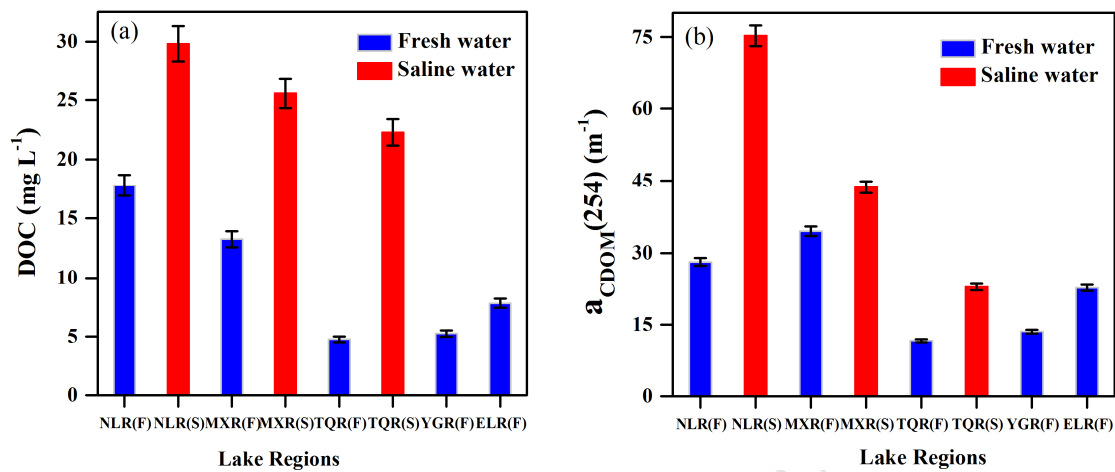 (a)
Fresh water
Saline water
DOC (mg L⁻¹)
30
25
20
15
10
5
0
NLR(F) NLR(S) MXR(F) MXR(S) TQR(F) TQR(S) YGR(F) ELR(F)
Lake Regions
(b)
Fresh water
Saline water
a_CDOM(254) (m⁻¹)
75
60
45
30
15
0
NLR(F) NLR(S) MXR(F) MXR(S) TQR(F) TQR(S) YGR(F) ELR(F)
Lake Regions